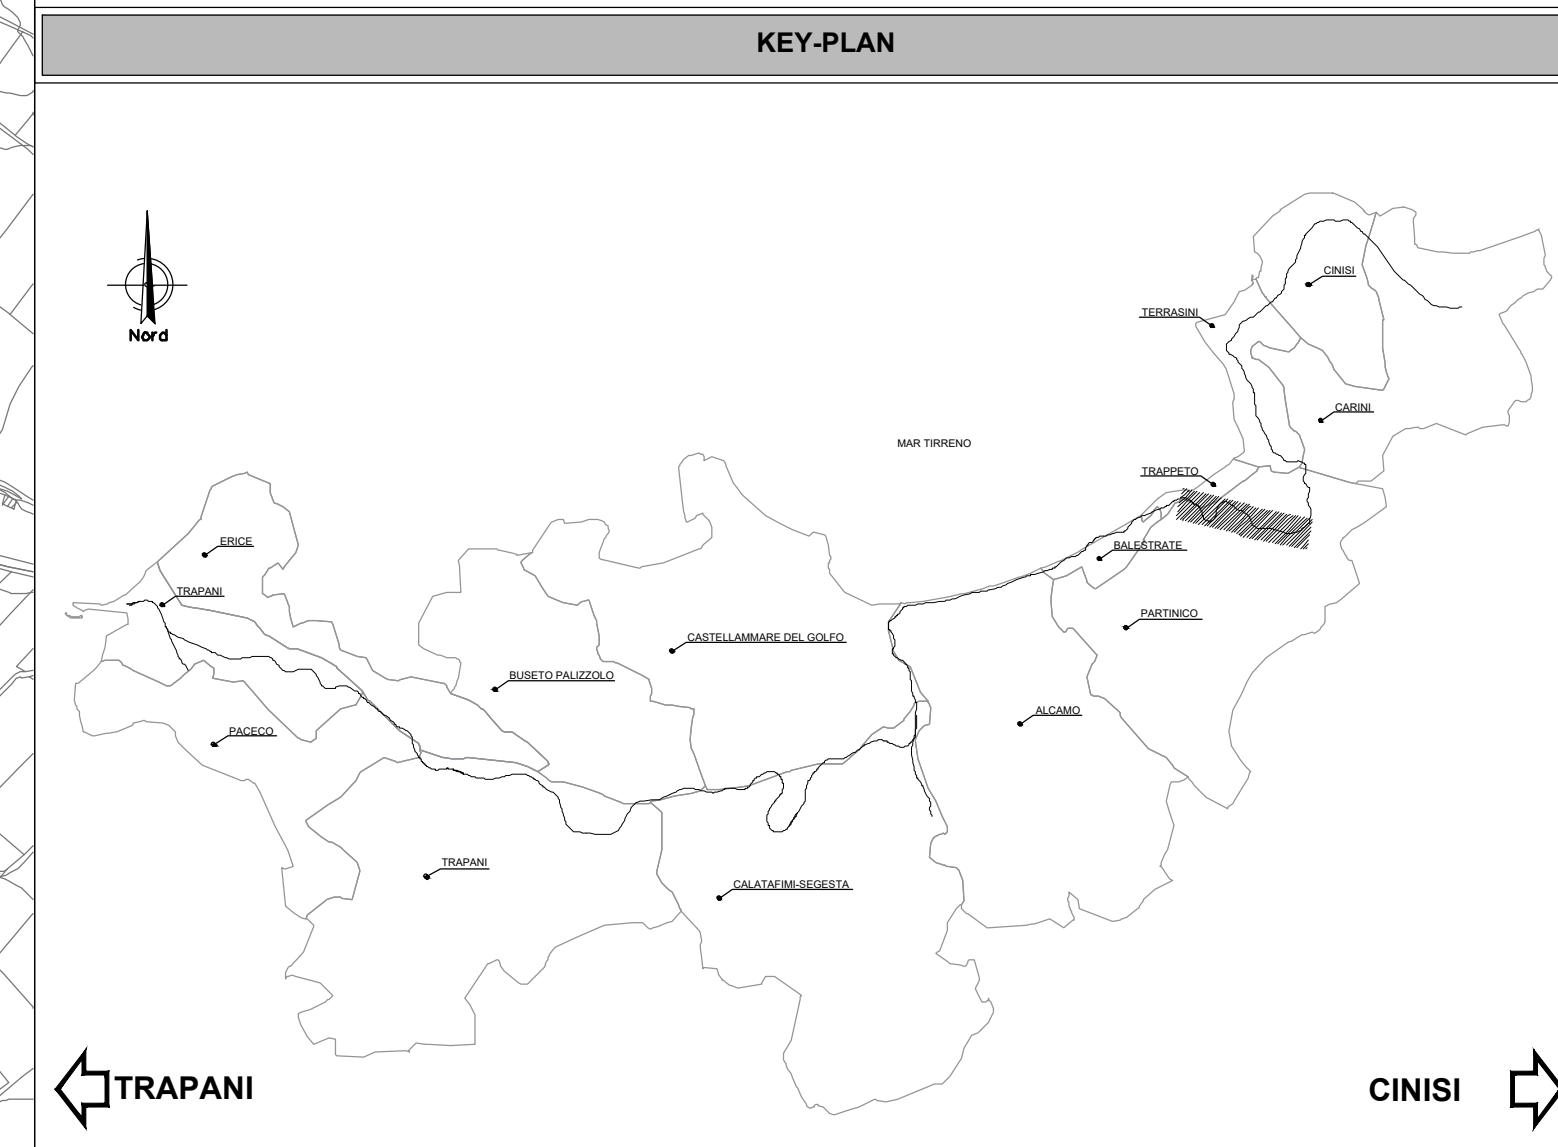 KEY-PLAN
Nord
CINISI
TERRASINI
CARINI
MAR TIRRENO
TRAPPETO
ERICE
BALESTRATE
TRAPANI
PARTINICO
CASTELLAMMARE DEL GOLFO
BUSETO PALIZZOLO
ALCAMO
PACECO
TRAPANI
CALATAFIMI-SEGESTA
TRAPANI
CINISI